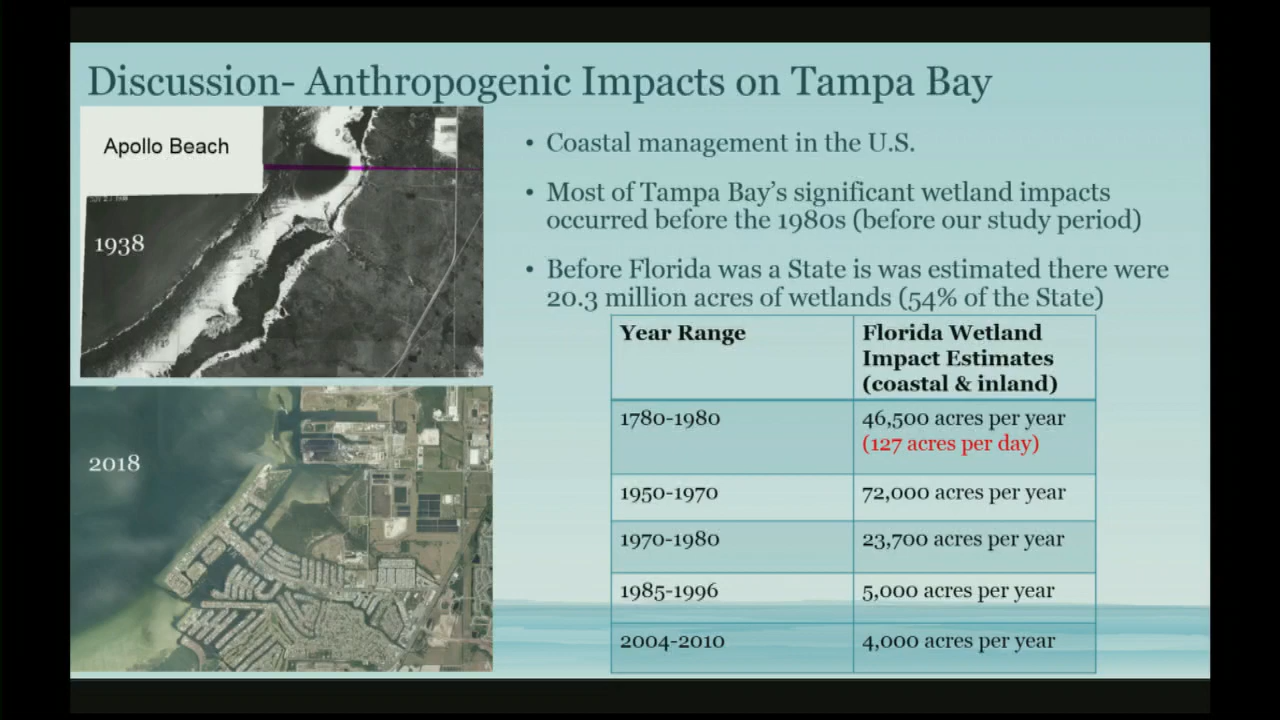 Discussion- Anthropogenic Impacts on Tampa Bay
Apollo Beach
1938
2018
• Coastal management in the U.S.
• Most of Tampa Bay's significant wetland impacts
occurred before the 1980s (before our study period)
• Before Florida was a State is was estimated there were
20.3 million acres of wetlands (54% of the State)
Year Range
Florida Wetland
Impact Estimates
(coastal & inland)
1780-1980
46,500 acres per year
(127 acres per day)
1950-1970
72,000 acres per year
1970-1980
23,700 acres per year
1985-1996
5,000 acres per year
2004-2010
4,000 acres per year